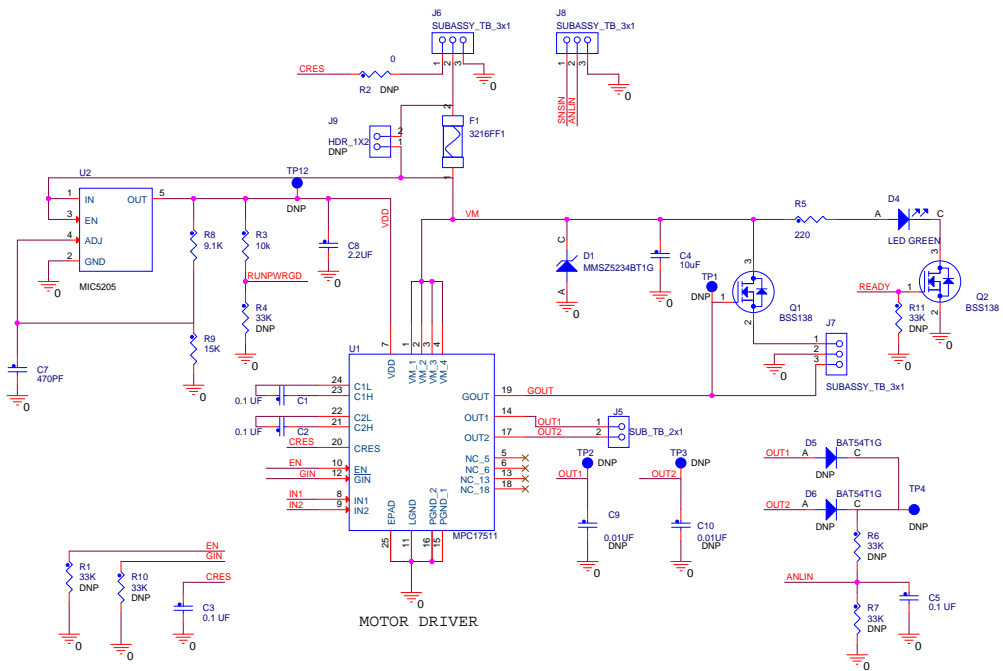 J6
SUBASSY_TB_3x1
1
2
3
0
CRES
0
R2 DNP
J8
SUBASSY_TB_3x1
1
2
3
SNSIN
ANLIN
0
J9
HDR_1X2
DNP
2
1
2
F1
3216FF1
1
U2
1 IN OUT 5
3 EN
4 ADJ
2 GND
MIC5205
0
TP12
DNP
R8
9.1K
R3
10k
C8
2.2UF
0
RUNPWRGD
R4
33K
DNP
0
R9
15K
0
C7
470PF
0
VDD
VM
D1
MMSZ5234BT1G
C
A
0
C4
10uF
0
R5
220
A D4 C
LED GREEN
TP1
DNP
3
1
2
Q1
BSS138
READY
R11
33K
DNP
0
3
1
2
Q2
BSS138
0
J7
1
2
3
SUBASSY_TB_3x1
0
U1
7 1 2 3 4
VDD VM_1 VM_2 VM_3 VM_4
24 C1L
23 C1H
22 C2L
21 C2H
20 CRES
10 EN
12 GIN
8 IN1
9 IN2
0.1 UF C1
0.1 UF C2
CRES
EN
GIN
IN1
IN2
GOUT 19 GOUT
OUT1 14 OUT1
OUT2 17 OUT2
NC_5 5
NC_6 6
NC_13 13
NC_18 18
EPAD LGND PGND_2 PGND_1
25 11 16 15
MPC17511
0
MOTOR DRIVER
J5
1
2
SUB_TB_2x1
TP2
DNP
OUT1
C9
0.01UF
DNP
0
TP3
DNP
OUT2
C10
0.01UF
DNP
0
D5 BAT54T1G
OUT1 A C
DNP
D6 BAT54T1G
OUT2 A C
DNP
TP4
DNP
R6
33K
DNP
ANLIN
R7
33K
DNP
0
C5
0.1 UF
0
EN
GIN
CRES
R1
33K
DNP
0
R10
33K
DNP
0
C3
0.1 UF
0